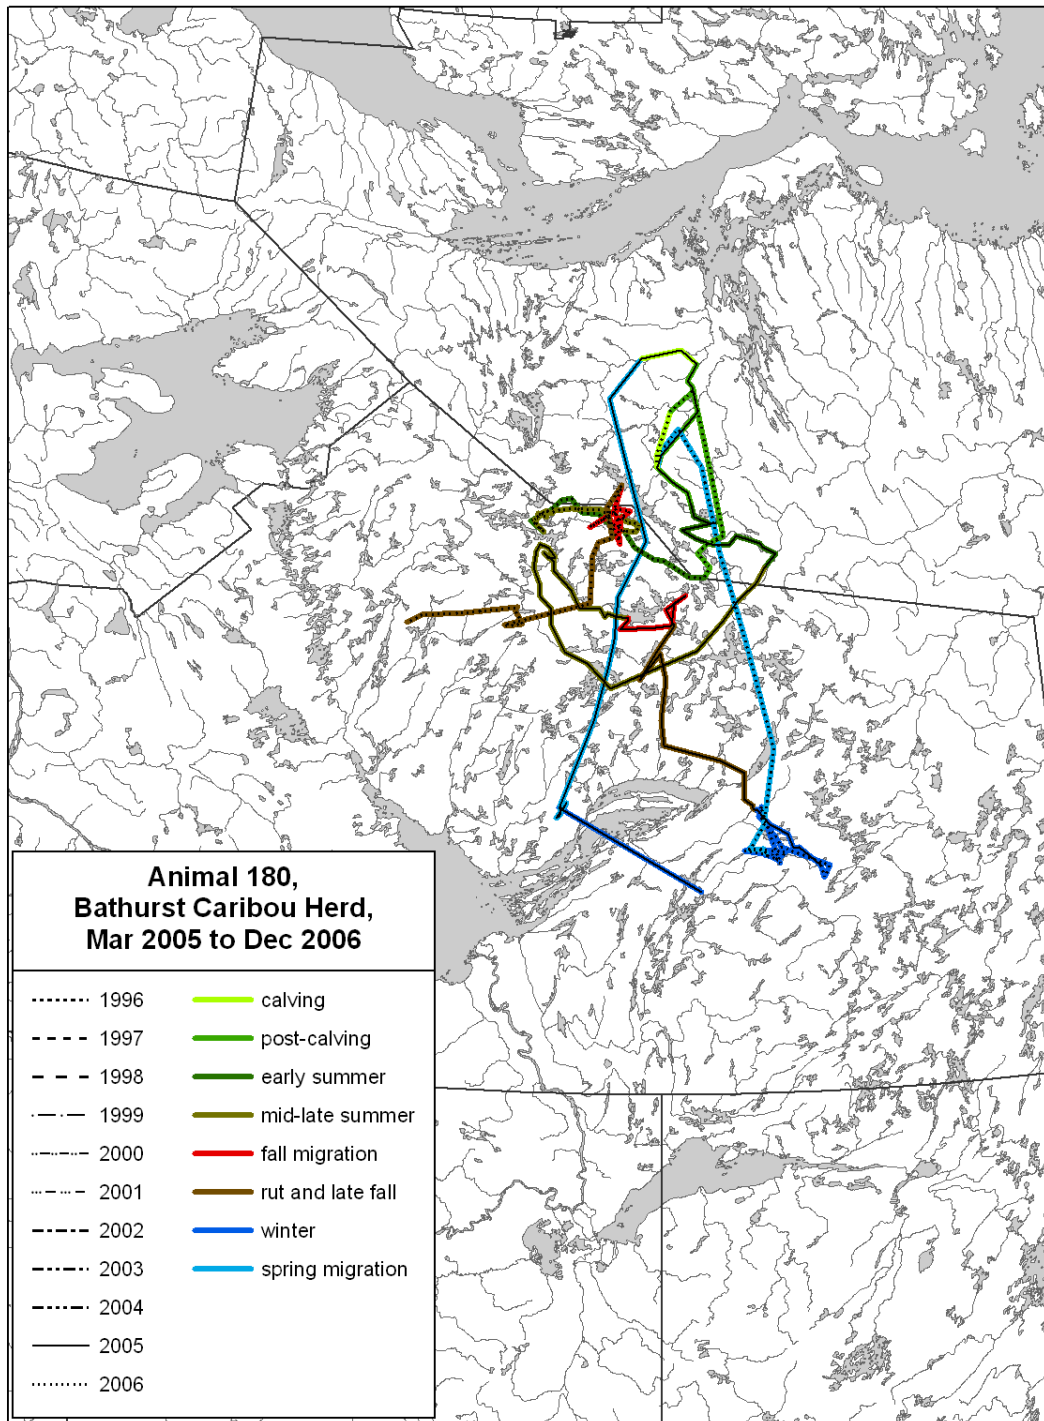 Animal 180,
Bathurst Caribou Herd,
Mar 2005 to Dec 2006
1996 calving
1997 post-calving
1998 early summer
1999 mid-late summer
2000 fall migration
2001 rut and late fall
2002 winter
2003 spring migration
2004
2005
2006